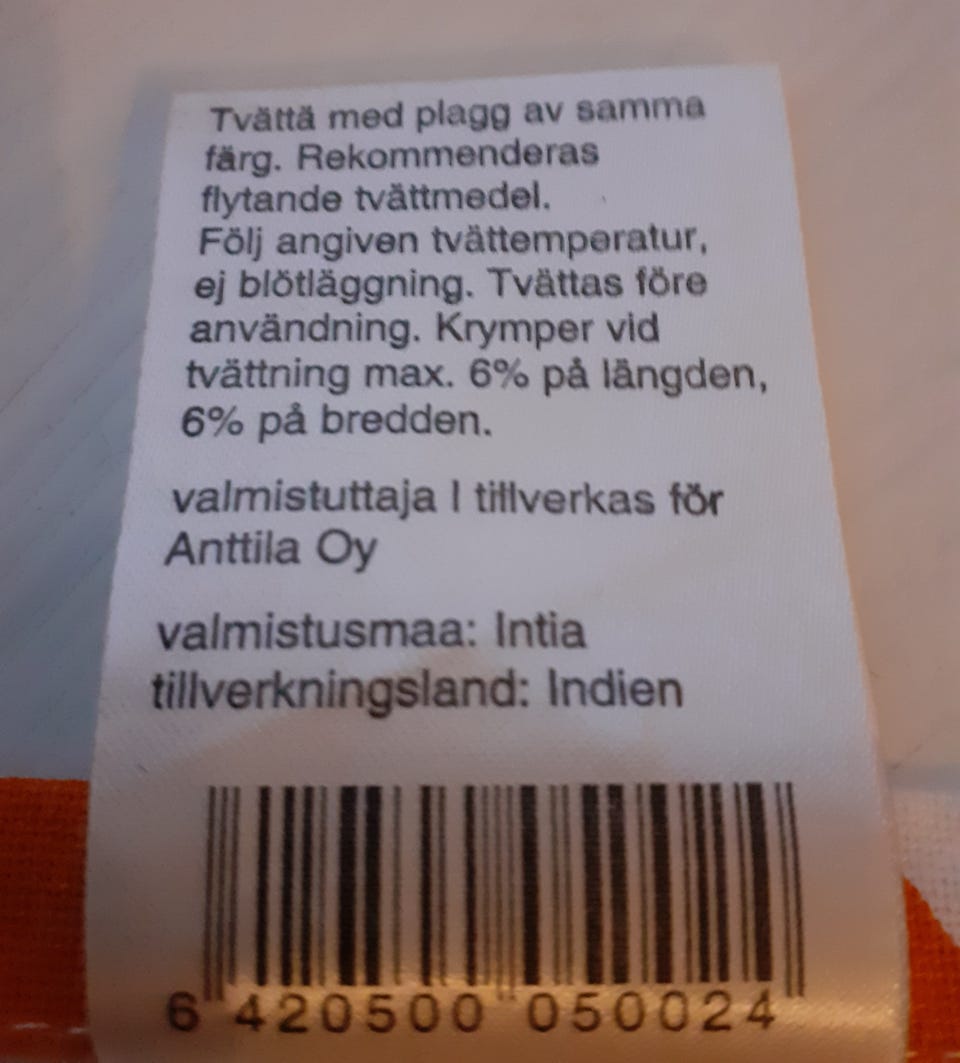 Tvättä med plagg av samma
färg. Rekommenderas
flytande tvättmedel.
Följ angiven tvättemperatur,
ej blötläggning. Tvättas före
användning. Krymper vid
tvättning max. 6% på längden,
6% på bredden.
valmistuttaja I tillverkas för
Anttila Oy
valmistusmaa: Intia
tillverkningsland: Indien
6 420500 050024